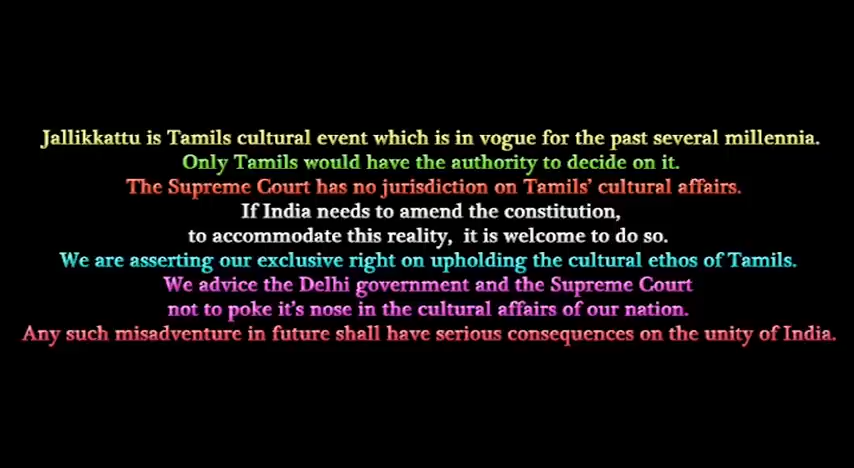 Jallikkattu is Tamils cultural event which is in vogue for the past several millennia.
Only Tamils would have the authority to decide on it.
The Supreme Court has no jurisdiction on Tamils' cultural affairs.
If India needs to amend the constitution,
to accommodate this reality, it is welcome to do so.
We are asserting our exclusive right on upholding the cultural ethos of Tamils.
We advice the Delhi government and the Supreme Court
not to poke it's nose in the cultural affairs of our nation.
Any such misadventure in future shall have serious consequences on the unity of India.